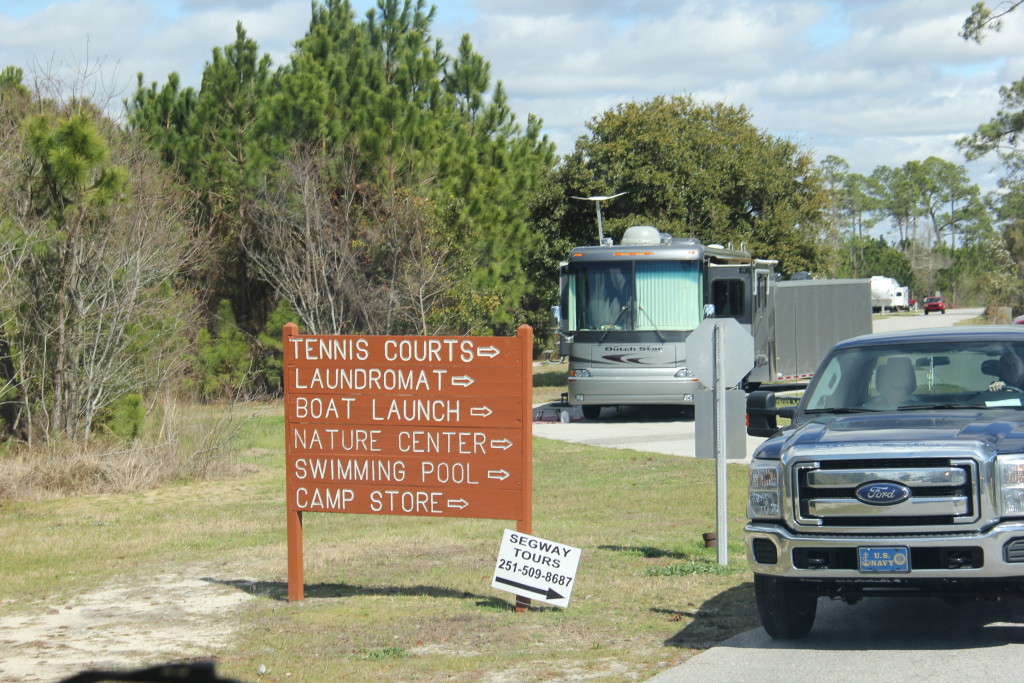 TENNIS COURTS⇨
LAUNDROMAT⇨
BOAT LAUNCH ⇨
NATURE CENTER⇨
SWIMMING POOL ⇨
CAMP STORE⇨
SEGWAY
TOURS
251-509-8687
Dutch Star
Ford
U.S.
NAVY